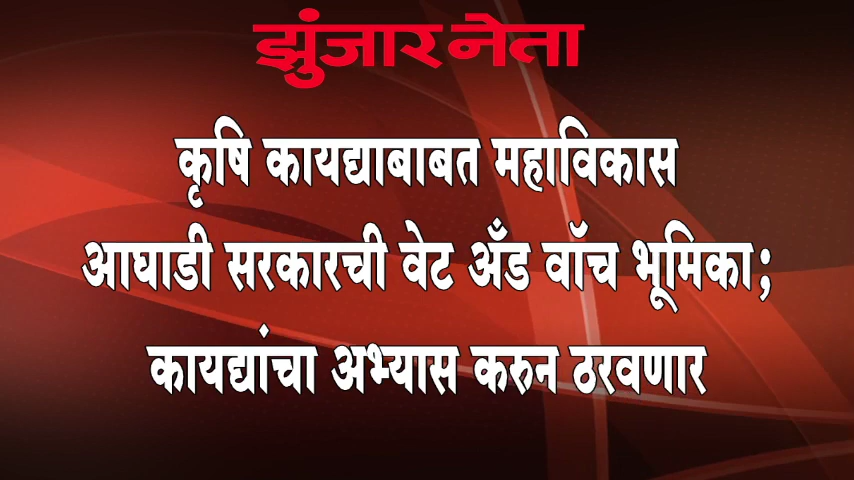 झुंजार नेता
कृषि कायद्याबाबत महाविकास
आघाडी सरकारची वेट अँड वॉच भूमिका;
कायद्यांचा अभ्यास करुन ठरवणार